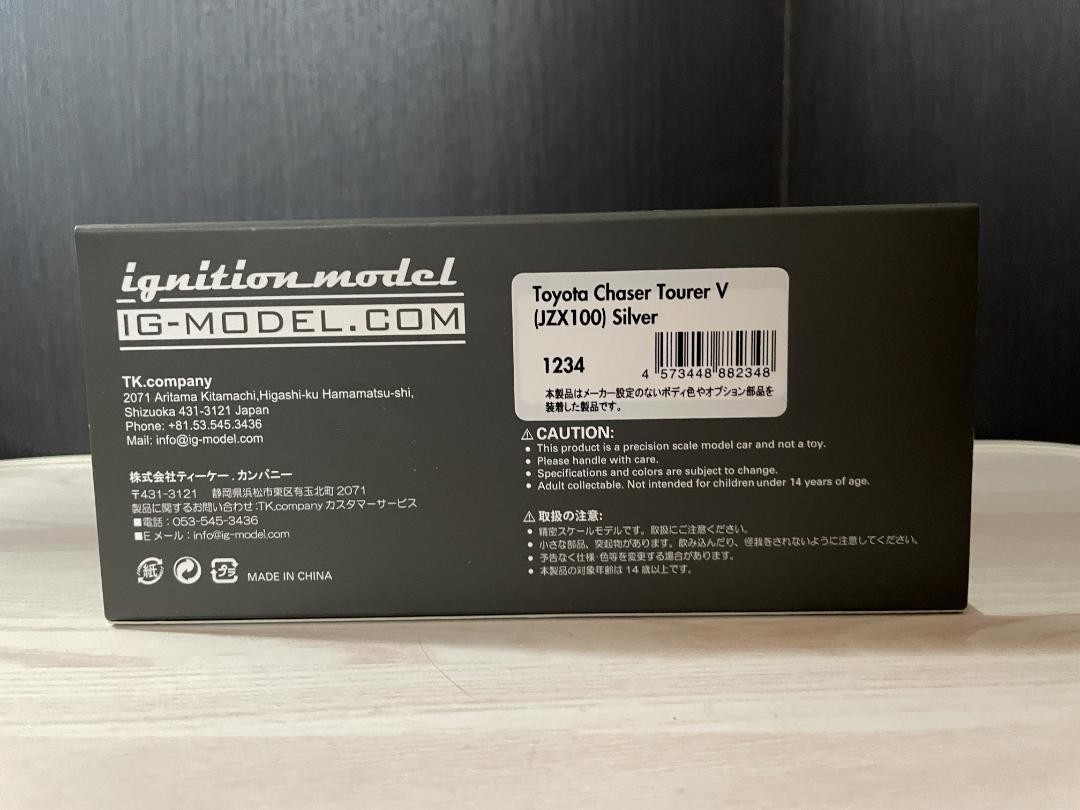 ignition model
IG-MODEL.COM
TK.company
2071 Aritama Kitamachi,Higashi-ku Hamamatsu-shi,
Shizuoka 431-3121 Japan
Phone: +81.53.545.3436
Mail: info@ig-model.com
株式会社ティーケー.カンパニー
〒431-3121 静岡県浜松市東区有玉北町 2071
製品に関するお問い合わせ:TK.company カスタマーサービス
■電話:053-545-3436
■E メール:info@ig-model.com
紙 プラ MADE IN CHINA
Toyota Chaser Tourer V
(JZX100) Silver
1234
4 573448 882348
本製品はメーカー設定のないボディ色やオプション部品を
装着した製品です。
⚠CAUTION:
• This product is a precision scale model car and not a toy.
• Please handle with care.
• Specifications and colors are subject to change.
• Adult collectable. Not intended for children under 14 years of age.
⚠取扱の注意:
• 精密スケールモデルです。取扱にご注意ください。
• 小さな部品、突起物があります。飲み込んだり、怪我をされないように注意してください。
• 予告なく仕様・色等を変更する場合があります。
• 本製品の対象年齢は 14 歳以上です。